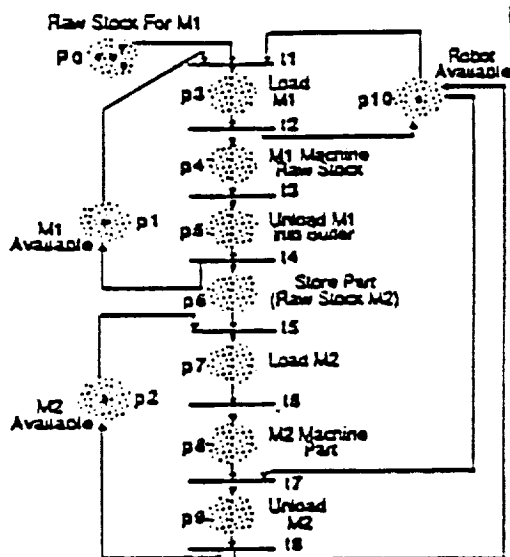 Raw Stock For M1
p0
t1
Robot
Available
p3
Load
M1
p10
t2
p4
M1 Machine
Raw Stock
t3
p1
M1
Available
p5
Unload M1
into Buffer
t4
p6
Store Part
(Raw Stock M2)
t5
p7
Load M2
p2
M2
Available
t6
p8
M2 Machine
Part
t7
p9
Unload
M2
t8